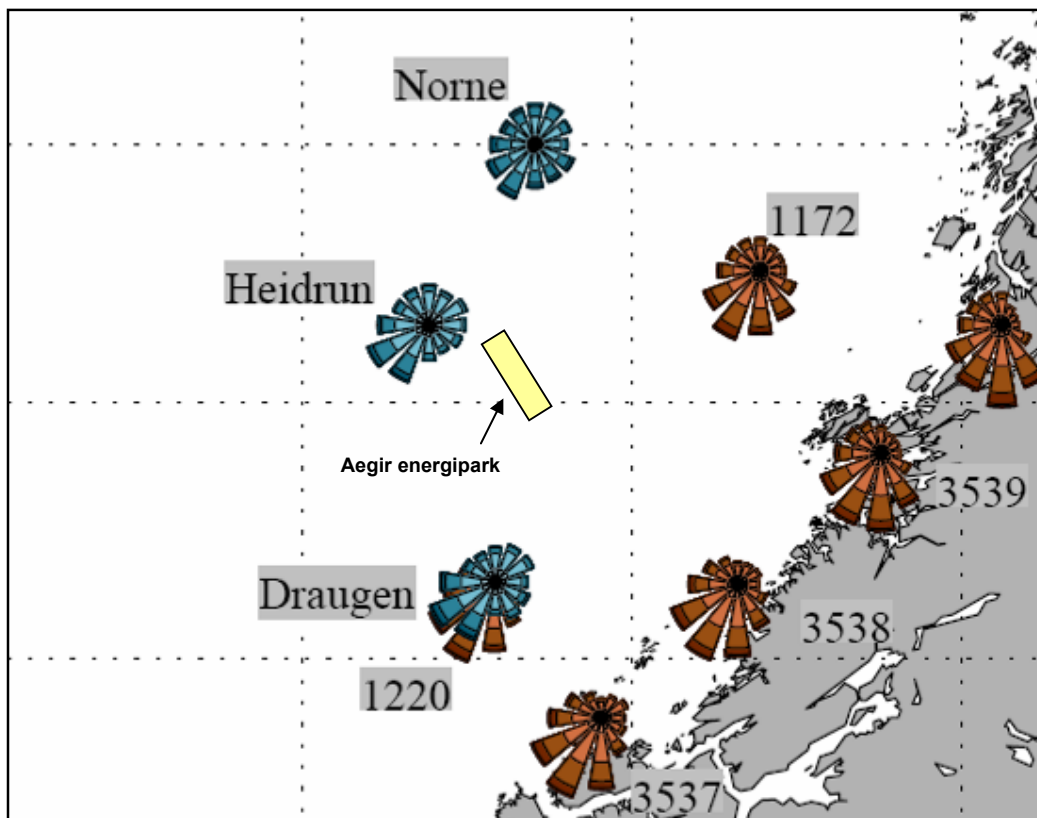 Norne
1172
Heidrun
Aegir energipark
3539
Draugen
3538
1220
3537